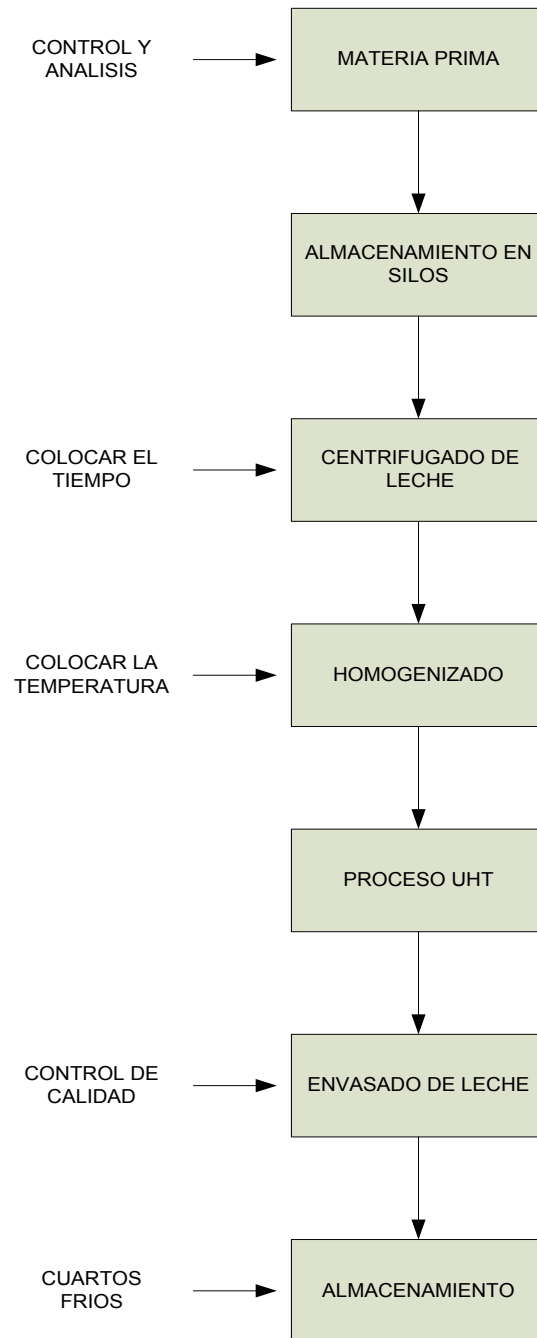 CONTROL Y
ANALISIS
MATERIA PRIMA
ALMACENAMIENTO EN
SILOS
COLOCAR EL
TIEMPO
CENTRIFUGADO DE
LECHE
COLOCAR LA
TEMPERATURA
HOMOGENIZADO
PROCESO UHT
CONTROL DE
CALIDAD
ENVASADO DE LECHE
CUARTOS
FRIOS
ALMACENAMIENTO